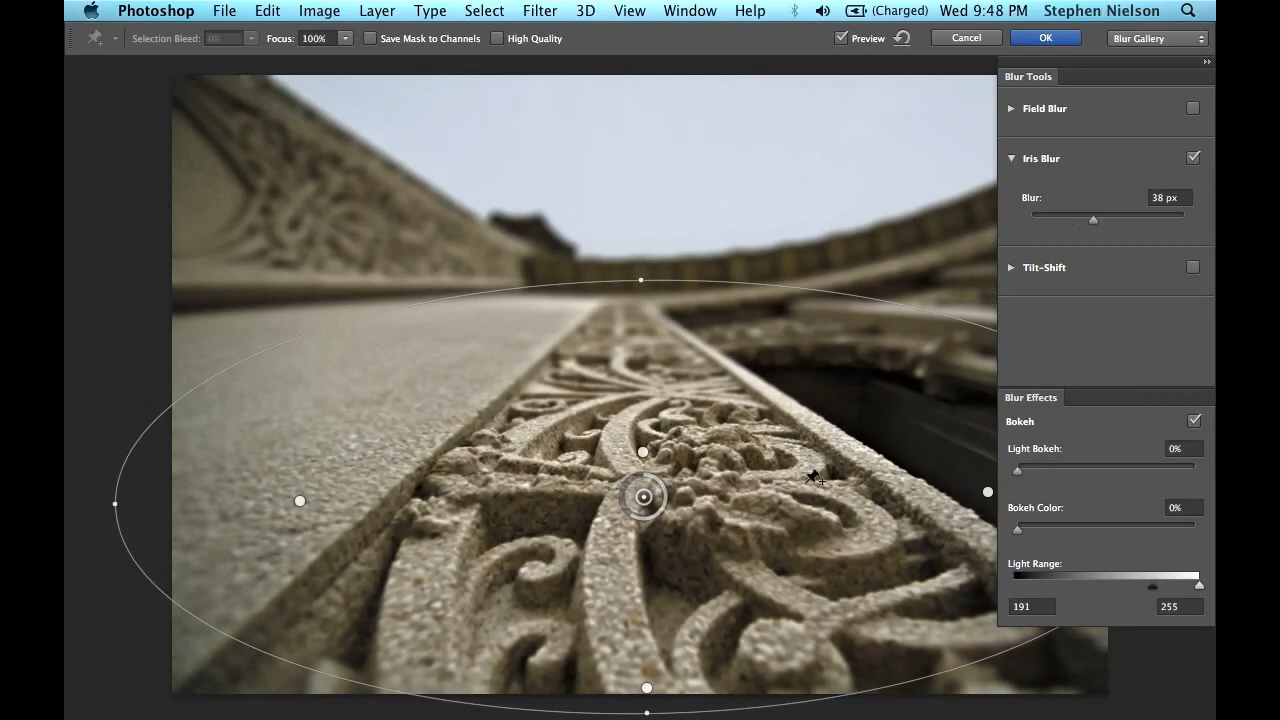 Photoshop File Edit Image Layer Type Select Filter 3D View Window Help (Charged) Wed 9:48 PM Stephen Nielson
Selection Bleed: 0% Focus: 100% Save Mask to Channels High Quality Preview Cancel OK Blur Gallery
Blur Tools
Field Blur
Iris Blur
Blur: 38 px
Tilt-Shift
Blur Effects
Bokeh
Light Bokeh: 0%
Bokeh Color: 0%
Light Range:
191 255